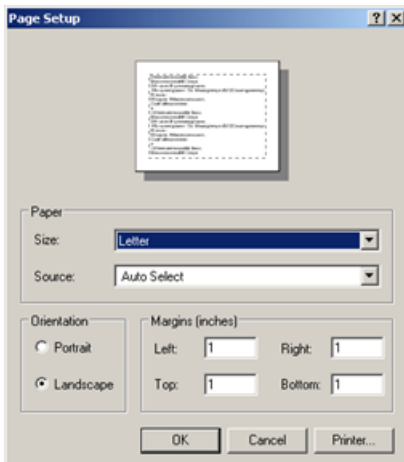 Page Setup
Paper
Size: Letter
Source: Auto Select
Orientation
Portrait
Landscape
Margins (inches)
Left: 1 Right: 1
Top: 1 Bottom: 1
OK Cancel Printer...